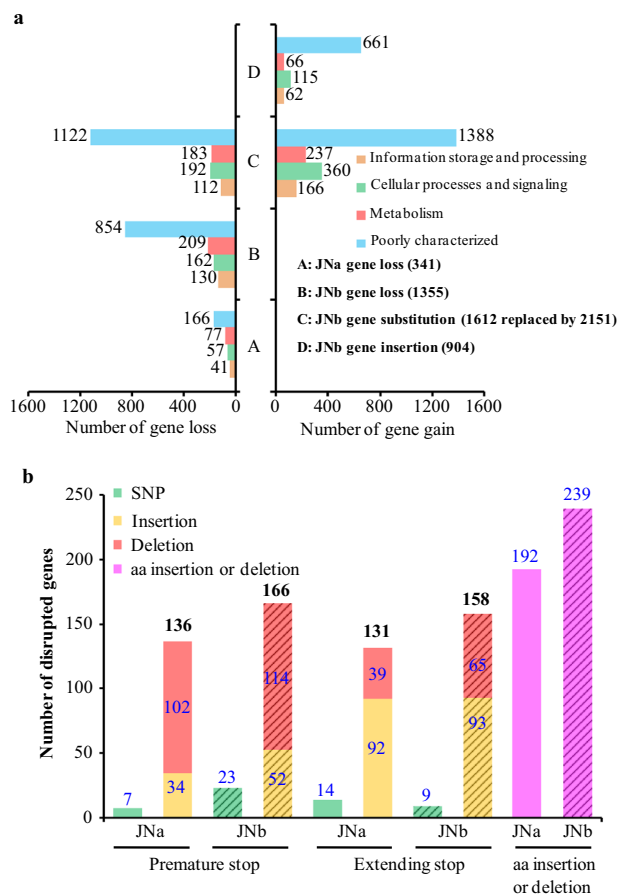 a
D
661
66
115
62
1122
183
192
112
C
1388
237
360
166
Information storage and processing
Cellular processes and signaling
Metabolism
Poorly characterized
854
209
162
130
B
A: JNa gene loss (341)
B: JNb gene loss (1355)
C: JNb gene substitution (1612 replaced by 2151)
D: JNb gene insertion (904)
166
77
57
41
A
1600 1200 800 400 0
0 400 800 1200 1600
Number of gene loss
Number of gene gain
b
SNP
Insertion
Deletion
aa insertion or deletion
Number of disrupted genes
250
200
150
100
50
0
7
136
102
34
23
166
114
52
14
131
39
92
9
158
65
93
192
239
JNa JNb JNa JNb JNa JNb
Premature stop
Extending stop
aa insertion
or deletion